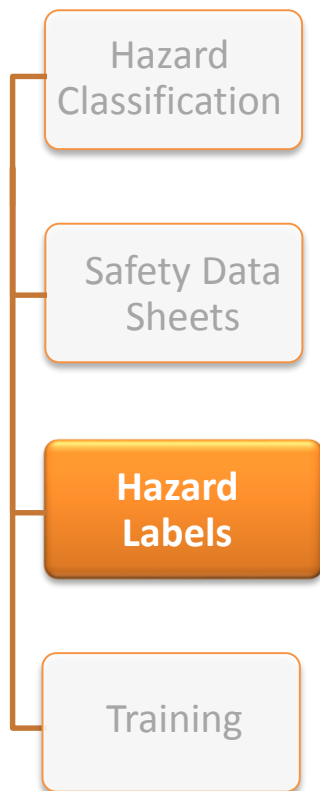 Hazard
Classification
Safety Data
Sheets
Hazard
Labels
Training